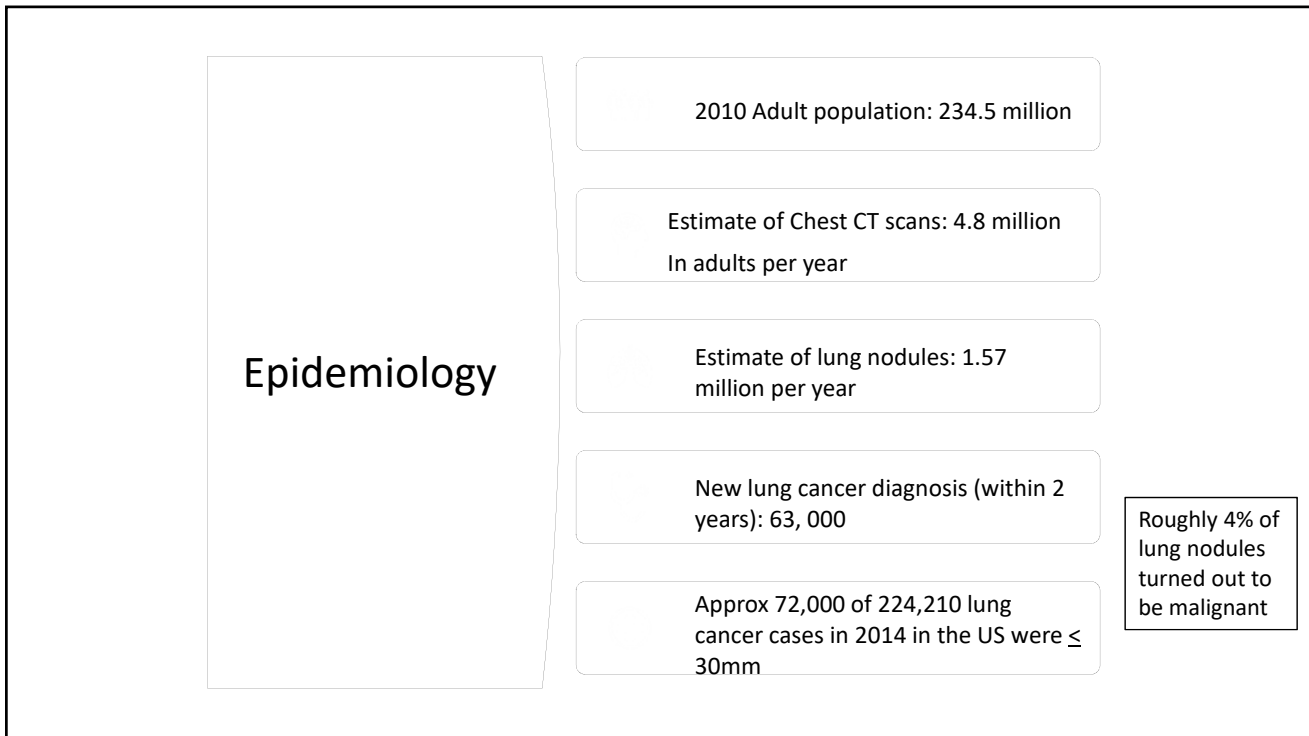 Epidemiology
2010 Adult population: 234.5 million
Estimate of Chest CT scans: 4.8 million
In adults per year
Estimate of lung nodules: 1.57
million per year
New lung cancer diagnosis (within 2
years): 63, 000
Approx 72,000 of 224,210 lung
cancer cases in 2014 in the US were <
30mm
Roughly 4% of
lung nodules
turned out to
be malignant